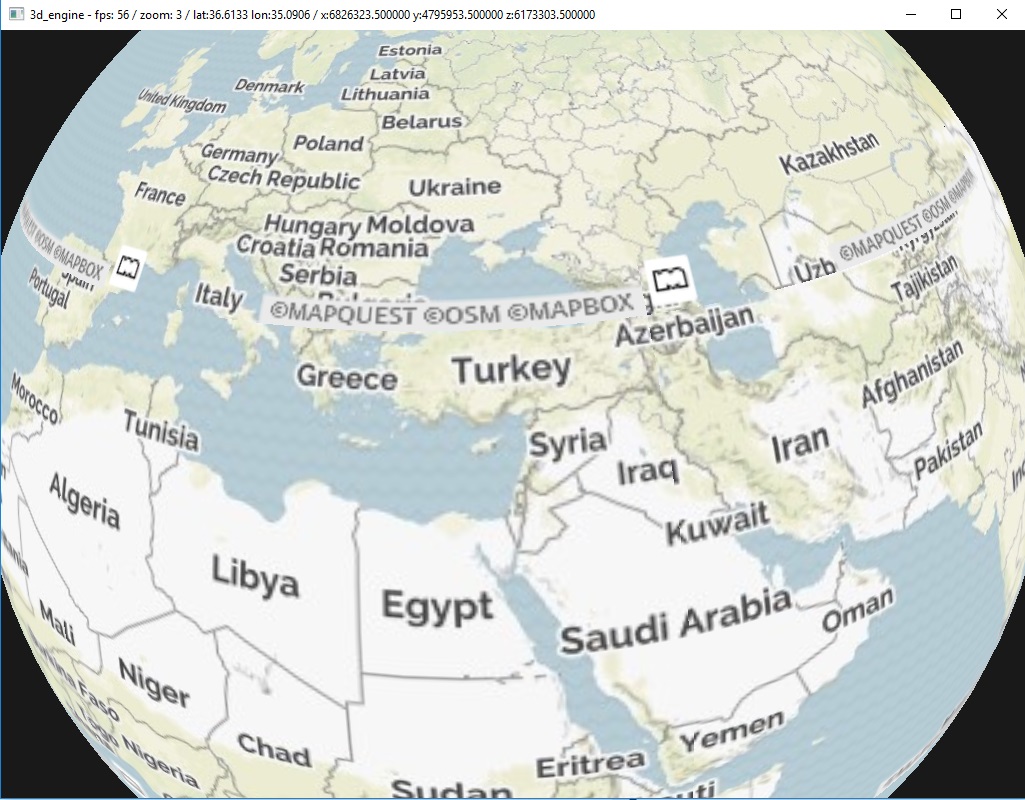 3d_engine - fps: 56 / zoom: 3 / lat:36.6133 lon:35.0906 / x:6826323.500000 y:4795953.500000 z:6173303.500000
Estonia
Latvia
Denmark
Lithuania
United Kingdom
Belarus
Poland
Kazakhstan
Germany
Czech Republic
Ukraine
France
Hungary Moldova
Croatia Romania
©OSM ©MAPBOX
©MAPQUEST ©OSM ©MAPBOX
Serbia
Uzb
Tajikistan
Portugal
Italy
©MAPQUEST ©OSM ©MAPBOX
Azerbaijan
Greece
Turkey
Afghanistan
Morocco
Tunisia
Syria
Iraq
Iran
Pakistan
Algeria
Kuwait
Libya
Egypt
Saudi Arabia
Oman
Mali
Niger
Faso
Togo Nigeria
Chad
Yemen
Eritrea
Sudan